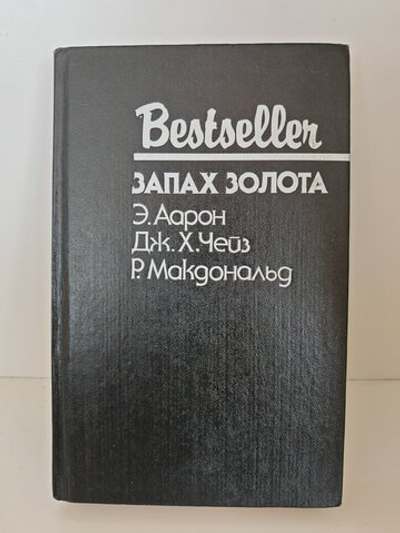 Bestseller
ЗАПАХ ЗОЛОТА
Э. Аарон
Дж. Х. Чейз
Р. Макдональд